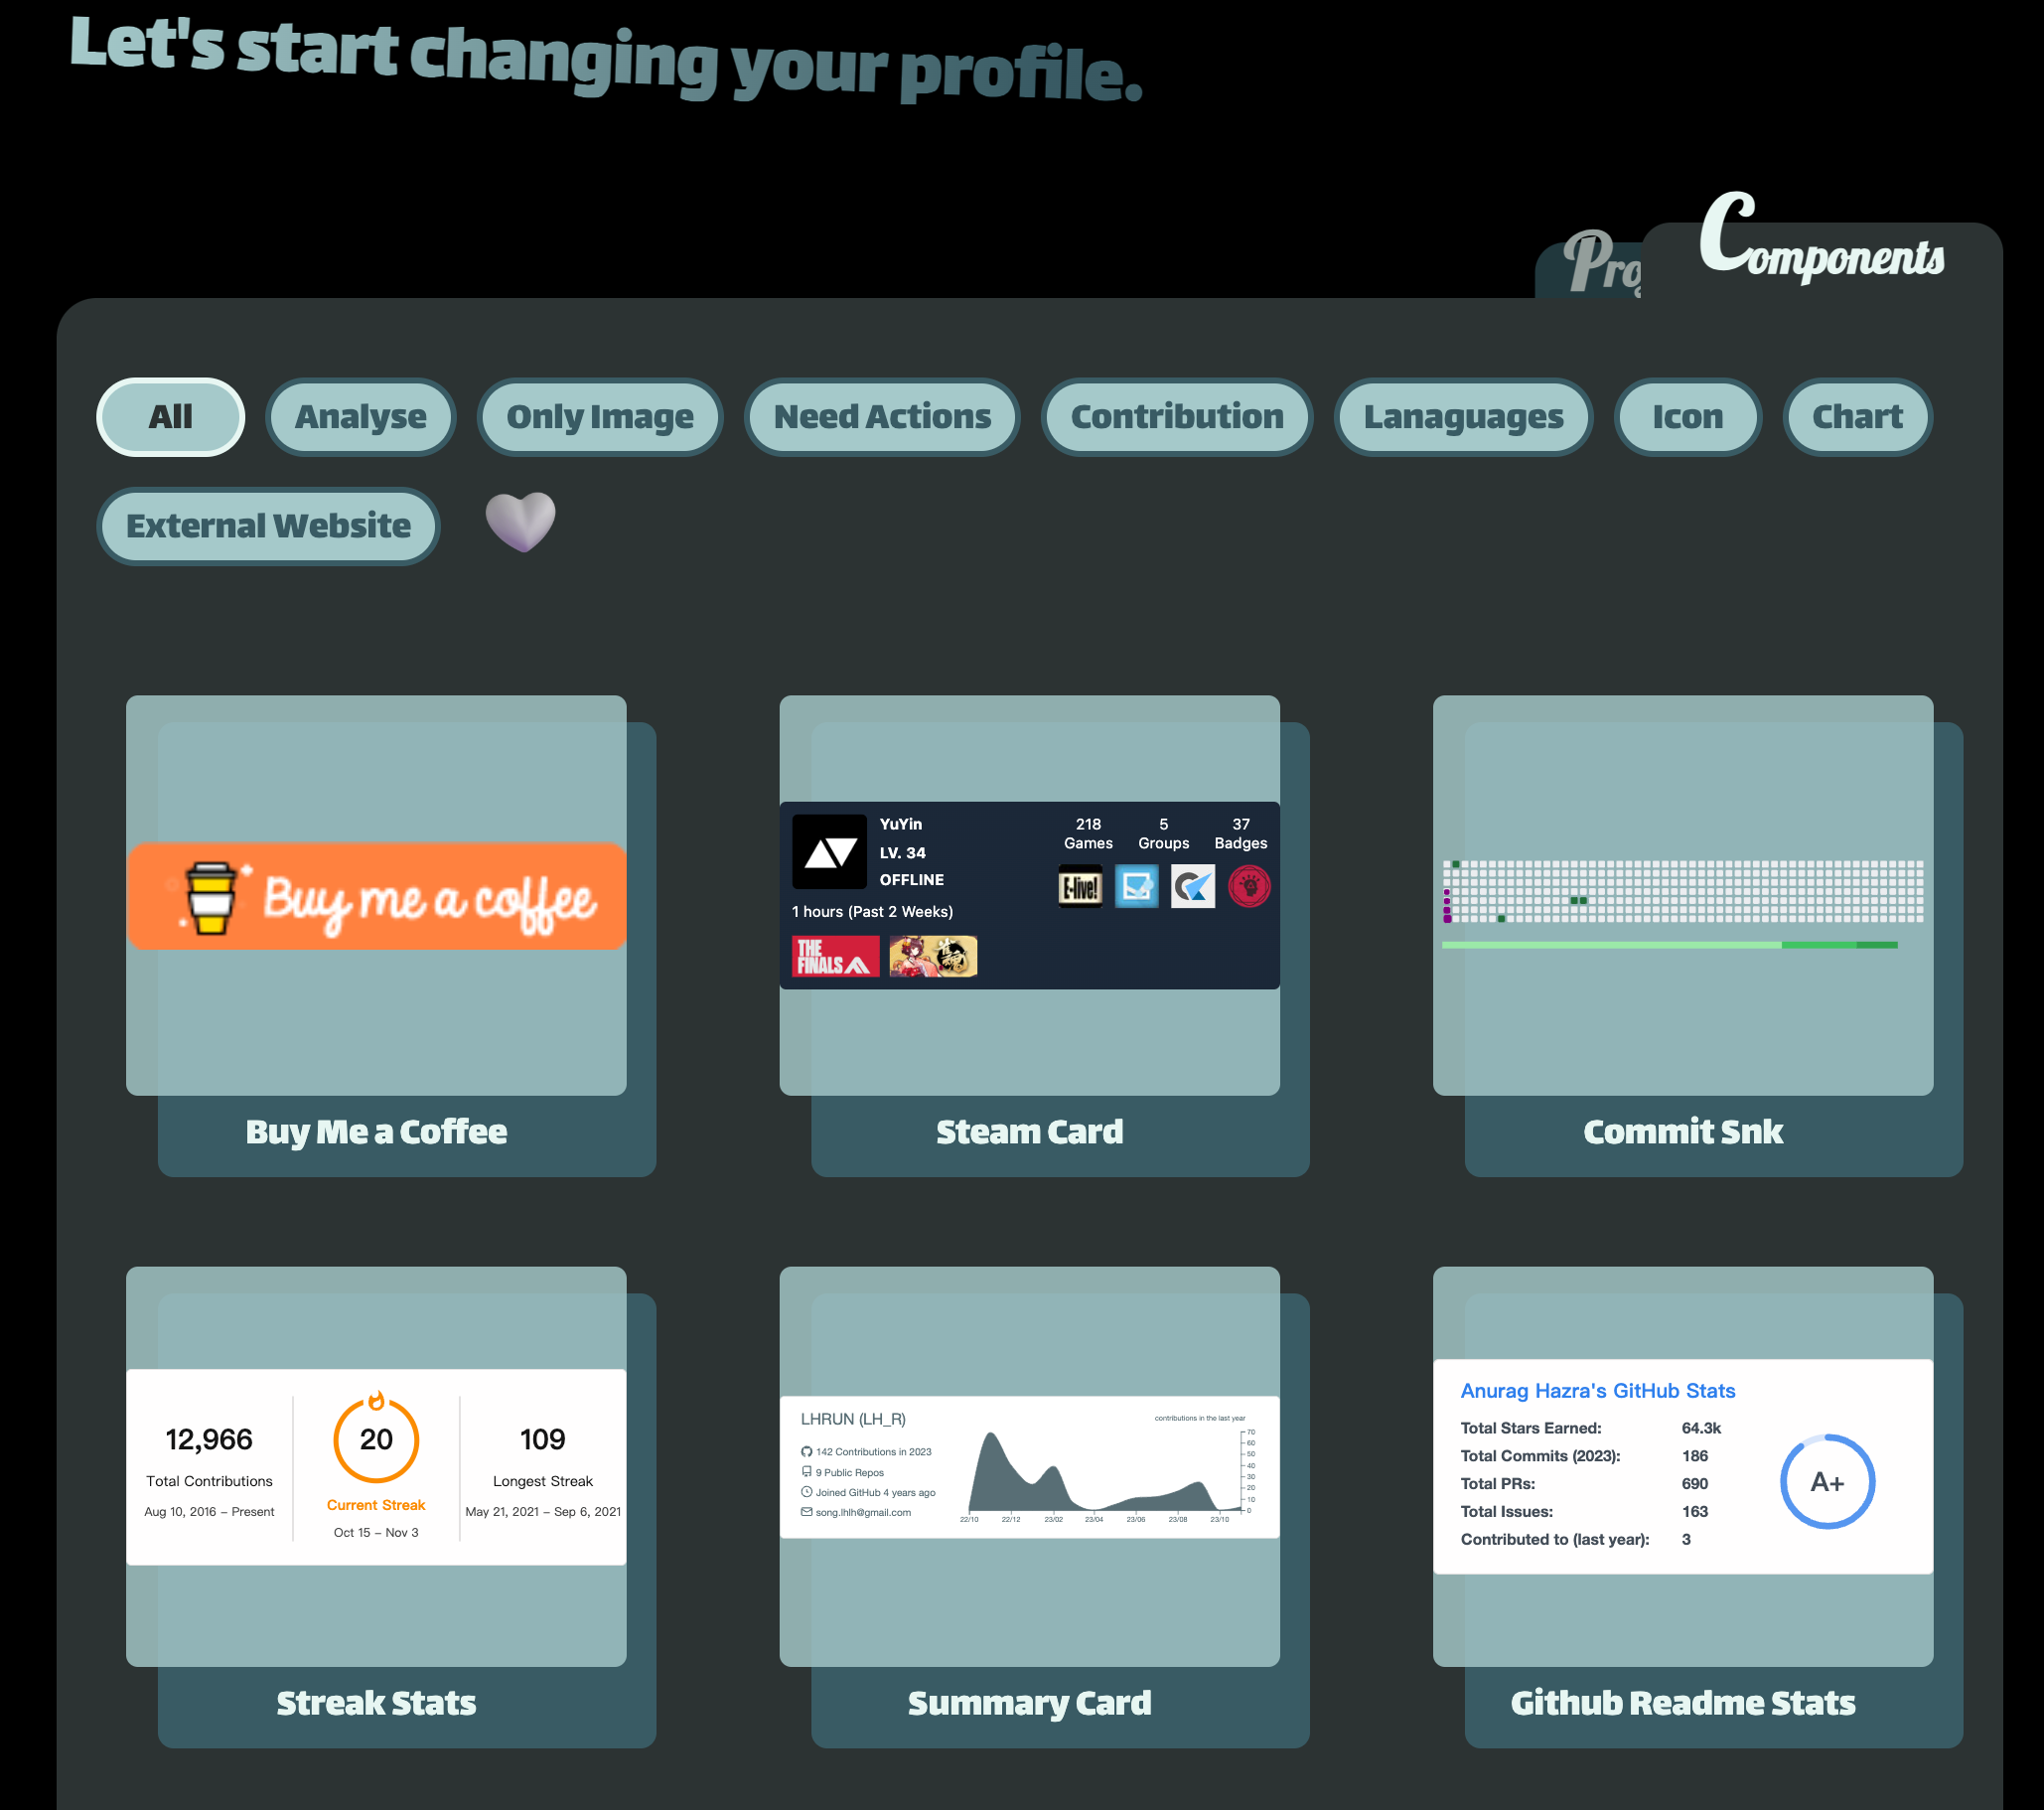 Let's start changing your profile.
Components
All
Analyse
Only Image
Need Actions
Contribution
Lanaguages
Icon
Chart
External Website
Buy me a coffee
Buy Me a Coffee
YuYin
LV. 34
OFFLINE
1 hours (Past 2 Weeks)
218
Games
5
Groups
37
Badges
E-live!
THE
FINALS
Steam Card
Commit Snk
12,966
Total Contributions
Aug 10, 2016 – Present
20
Current Streak
Oct 15 – Nov 3
109
Longest Streak
May 21, 2021 – Sep 6, 2021
Streak Stats
LHRUN (LH_R)
142 Contributions in 2023
9 Public Repos
Joined GitHub 4 years ago
song.lhlh@gmail.com
contributions in the last year
70
60
50
40
30
20
10
0
22/10 22/12 23/02 23/04 23/06 23/08 23/10
Summary Card
Anurag Hazra's GitHub Stats
Total Stars Earned: 64.3k
Total Commits (2023): 186
Total PRs: 690
Total Issues: 163
Contributed to (last year): 3
A+
Github Readme Stats